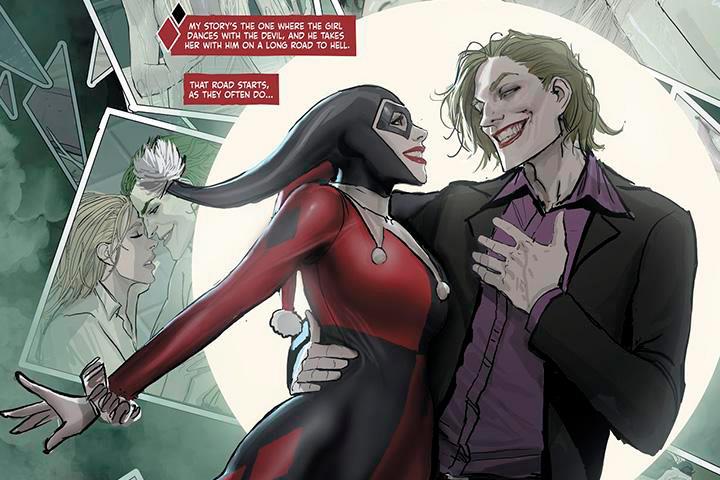 MY STORY'S THE ONE WHERE THE GIRL
DANCES WITH THE DEVIL, AND HE TAKES
HER WITH HIM ON A LONG ROAD TO HELL.
THAT ROAD STARTS,
AS THEY OFTEN DO...